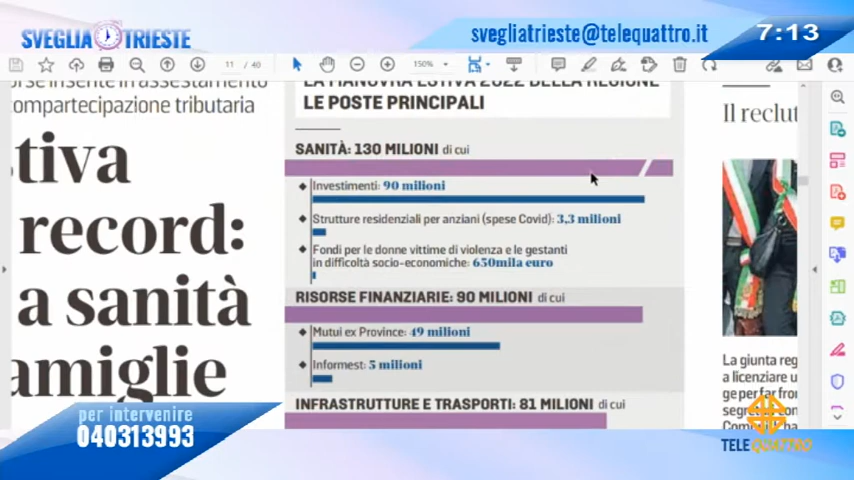 SVEGLIA TRIESTE
svegliatrieste@telequattro.it
7:13
11 / 40
150%
compartecipazione tributaria
LE POSTE PRINCIPALI
Il reclut
SANITÀ: 130 MILIONI di cui
Investimenti: 90 milioni
Strutture residenziali per anziani (spese Covid): 3,3 milioni
Fondi per le donne vittime di violenza e le gestanti
in difficoltà socio-economiche: 650mila euro
RISORSE FINANZIARIE: 90 MILIONI di cui
Mutui ex Province: 49 milioni
Informest: 5 milioni
INFRASTRUTTURE E TRASPORTI: 81 MILIONI di cui
stiva
record:
a sanità
amiglie
La giunta reg
a licenziare u
ge per far fron
per intervenire
040313993
TELEQUATTRO